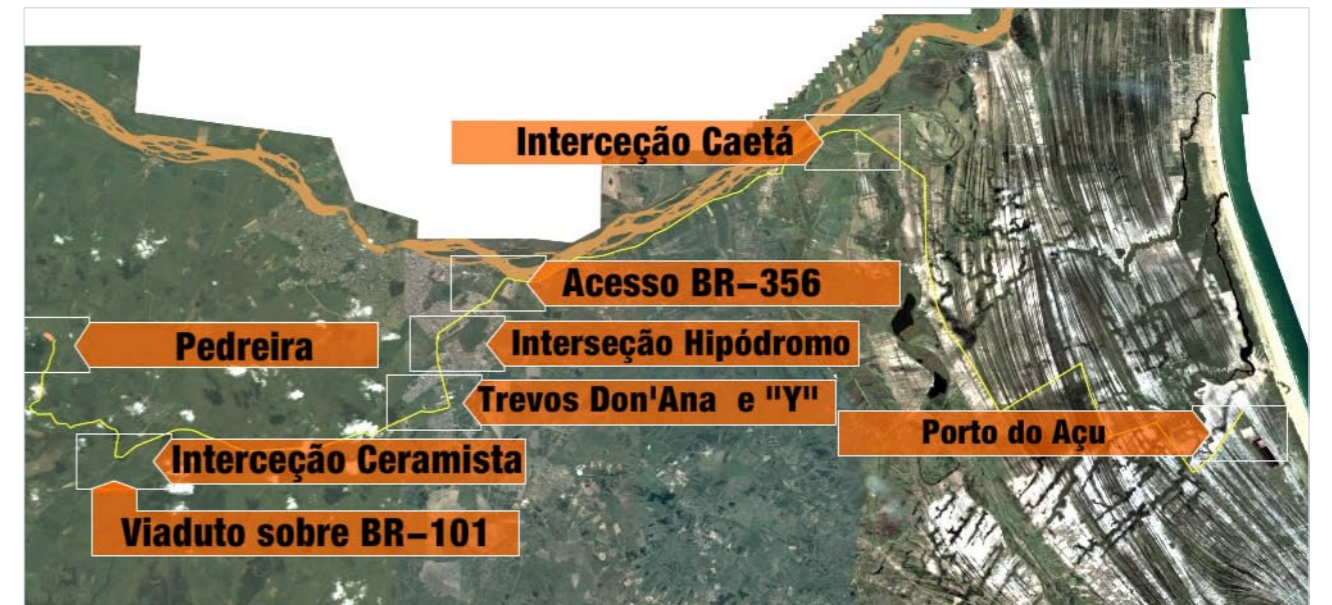 Interceção Caetá
Acesso BR–356
Pedreira
Interseção Hipódromo
Trevos Don'Ana e "Y"
Porto do Açu
Interceção Ceramista
Viaduto sobre BR–101